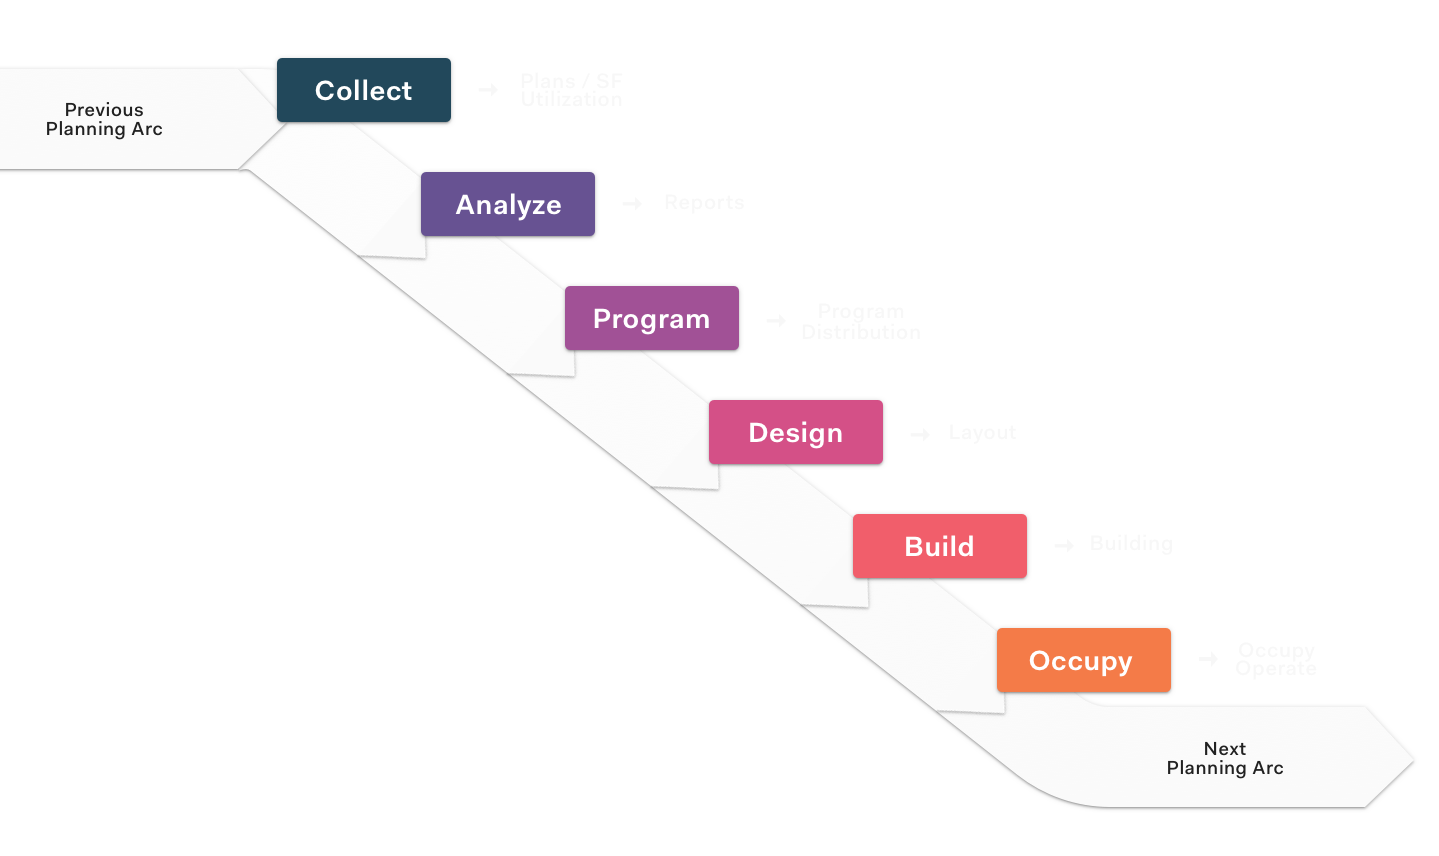 Collect
→ Plans / SF
Utilization
Previous
Planning Arc
Analyze
→ Reports
Program
→ Program
Distribution
Design
→ Layout
Build
→ Building
Occupy
→ Occupy
Operate
Next
Planning Arc